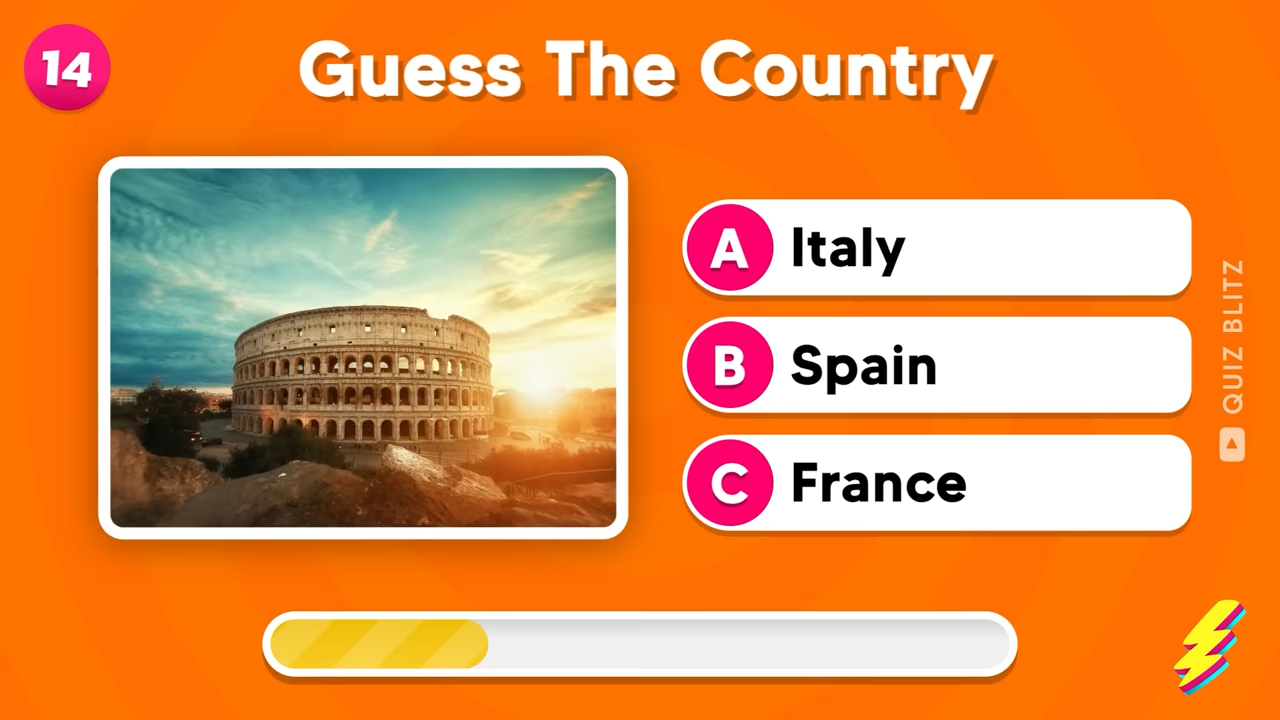 14
Guess The Country
A Italy
B Spain
C France
QUIZ BLITZ